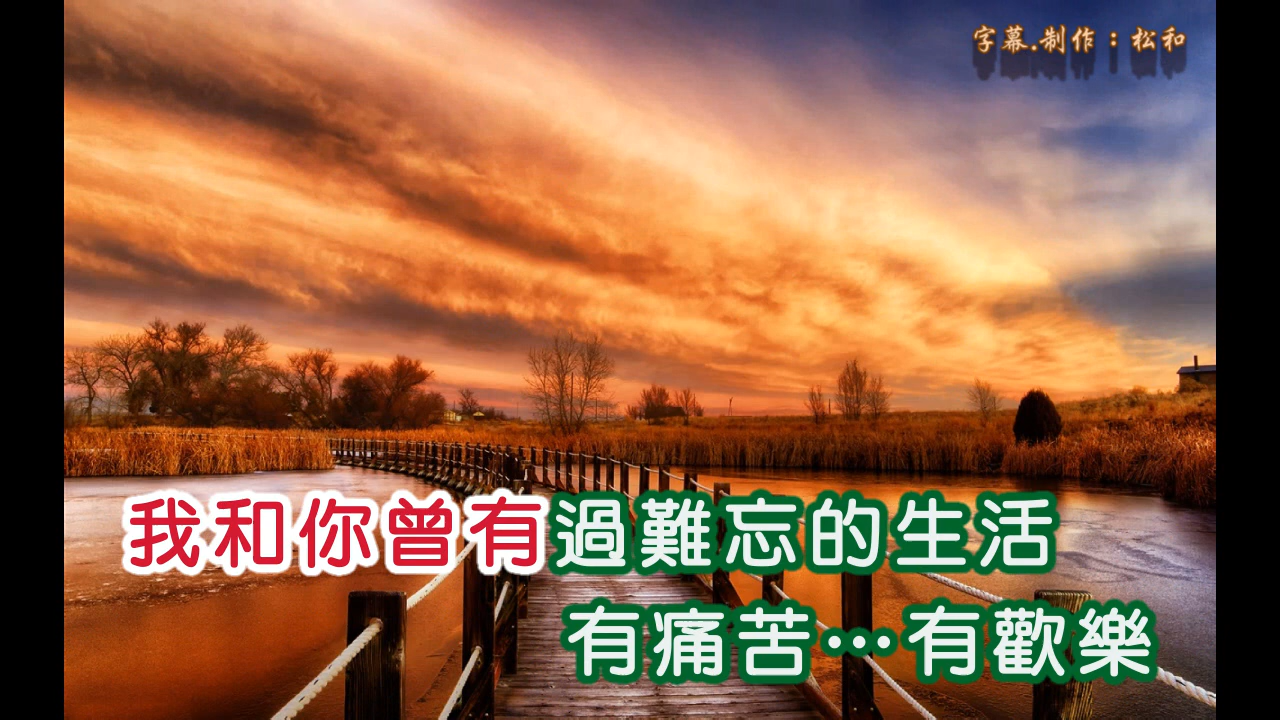 字幕.制作：松和
我和你曾有過難忘的生活
有痛苦…有歡樂